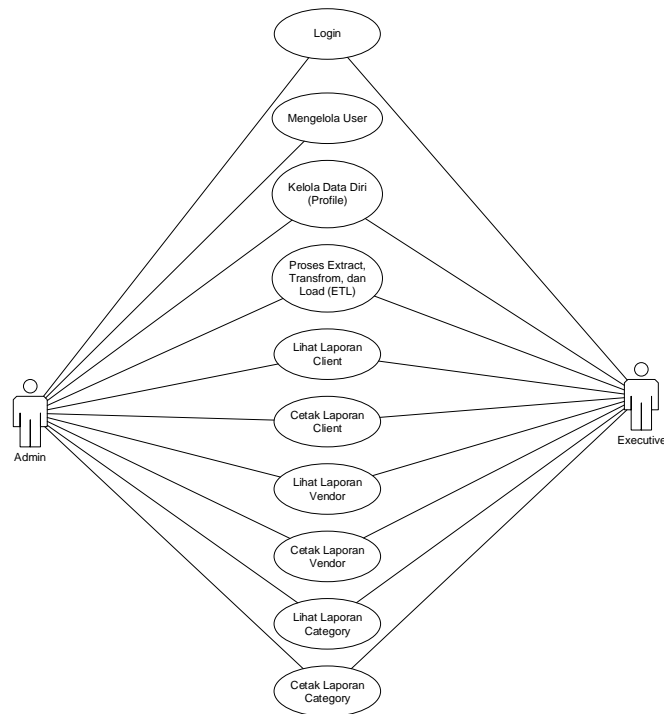 Login
Mengelola User
Kelola Data Diri
(Profile)
Proses Extract,
Transfrom, dan
Load (ETL)
Lihat Laporan
Client
Cetak Laporan
Client
Admin
Executive
Lihat Laporan
Vendor
Cetak Laporan
Vendor
Lihat Laporan
Category
Cetak Laporan
Category